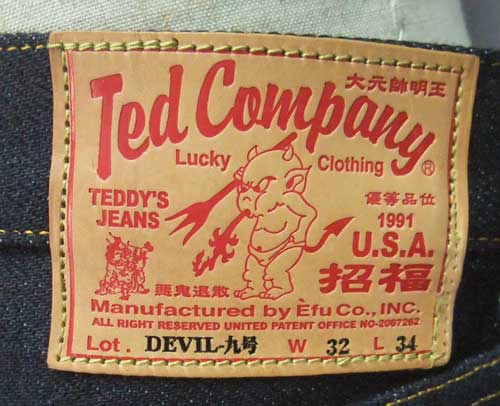 Ted Company®
大元帥明王
Lucky Clothing
TEDDY'S
JEANS
優等品位
1991
U.S.A.
招福
悪鬼退散
Manufactured by Èfu Co., INC.
ALL RIGHT RESERVED UNITED PATENT OFFICE NO-2067262
Lot. DEVIL-九号 W 32 L 34